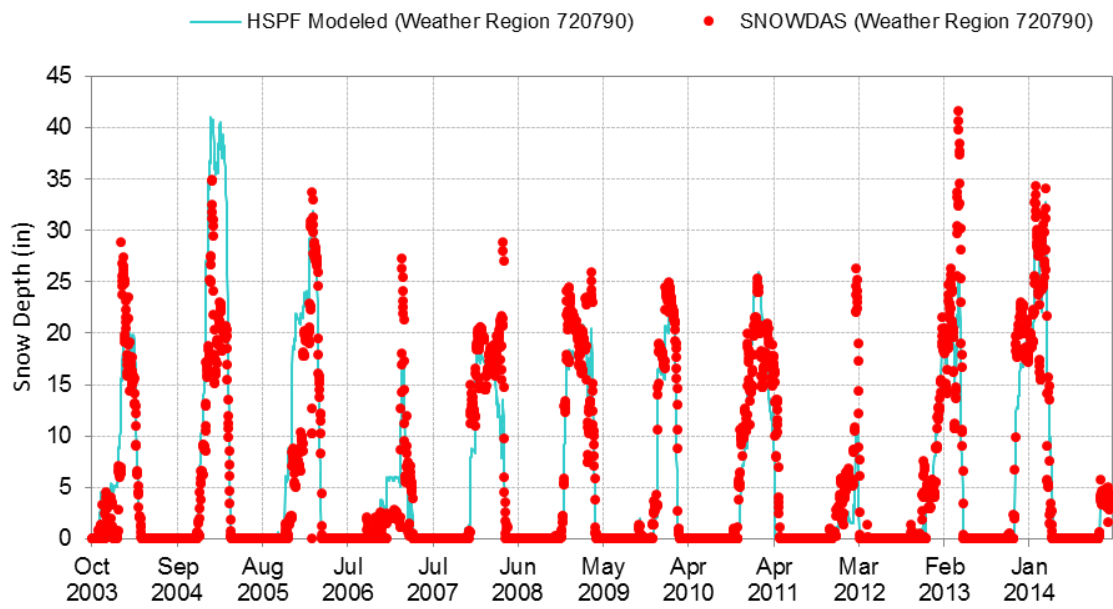 HSPF Modeled (Weather Region 720790) SNOWDAS (Weather Region 720790)
45
40
35
30
25
20
15
10
5
0
Snow Depth (in)
Oct Sep Aug Jul Jul Jun May Apr Apr Mar Feb Jan
2003 2004 2005 2006 2007 2008 2009 2010 2011 2012 2013 2014